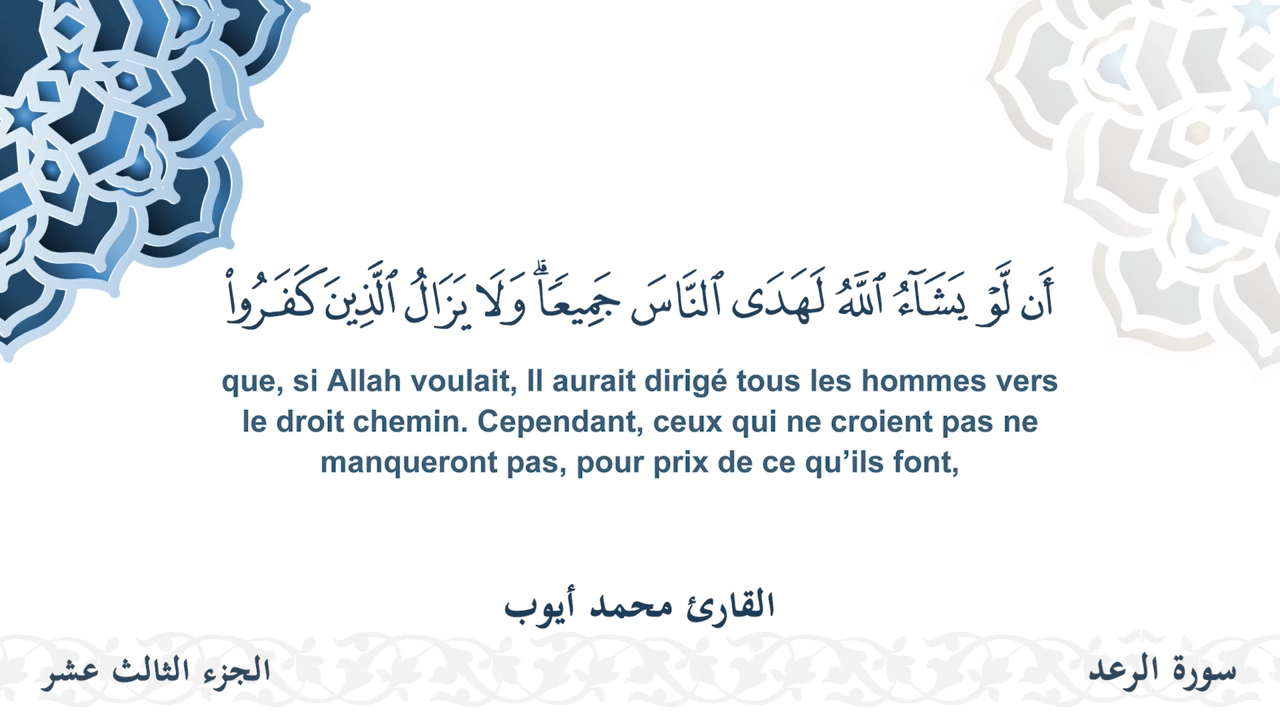 أَن لَّوْ يَشَآءُ ٱللَّهُ لَهَدَى ٱلنَّاسَ جَمِيعًاۗ وَلَا يَزَالُ ٱلَّذِينَ كَفَرُوا۟
que, si Allah voulait, Il aurait dirigé tous les hommes vers
le droit chemin. Cependant, ceux qui ne croient pas ne
manqueront pas, pour prix de ce qu’ils font,
القارئ محمد أيوب
سورة الرعد
الجزء الثالث عشر